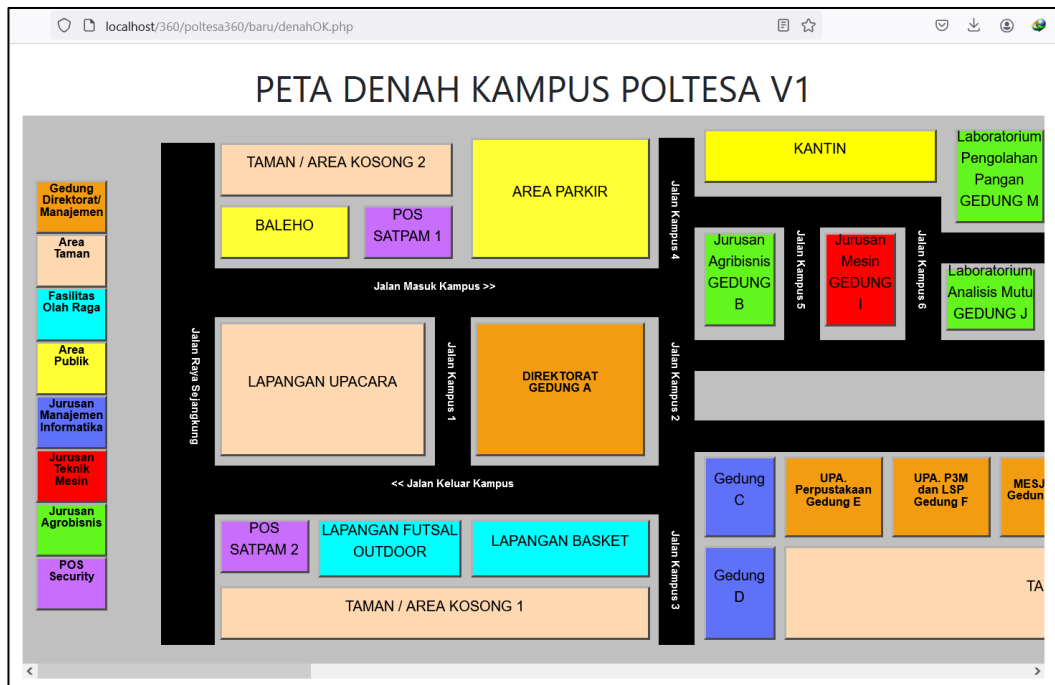 localhost/360/poltesa360/baru/denahOK.php
PETA DENAH KAMPUS POLTESA V1
Gedung
Direktorat/
Manajemen
Area
Taman
Fasilitas
Olah Raga
Area
Publik
Jurusan
Manajemen
Informatika
Jurusan
Teknik
Mesin
Jurusan
Agrobisnis
POS
Security
Jalan Raya Sejangkung
TAMAN / AREA KOSONG 2
BALEHO
POS
SATPAM 1
AREA PARKIR
Jalan Kampus 4
KANTIN
Laboratorium
Pengolahan
Pangan
GEDUNG M
Jurusan
Agribisnis
GEDUNG
B
Jalan Kampus 5
Jurusan
Mesin
GEDUNG
I
Jalan Kampus 6
Laboratorium
Analisis Mutu
GEDUNG J
Jalan Masuk Kampus >>
LAPANGAN UPACARA
Jalan Kampus 1
DIREKTORAT
GEDUNG A
Jalan Kampus 2
<< Jalan Keluar Kampus
POS
SATPAM 2
LAPANGAN FUTSAL
OUTDOOR
LAPANGAN BASKET
TAMAN / AREA KOSONG 1
Jalan Kampus 3
Gedung
C
UPA.
Perpustakaan
Gedung E
UPA. P3M
dan LSP
Gedung F
MESJ
Gedun
Gedung
D
TA